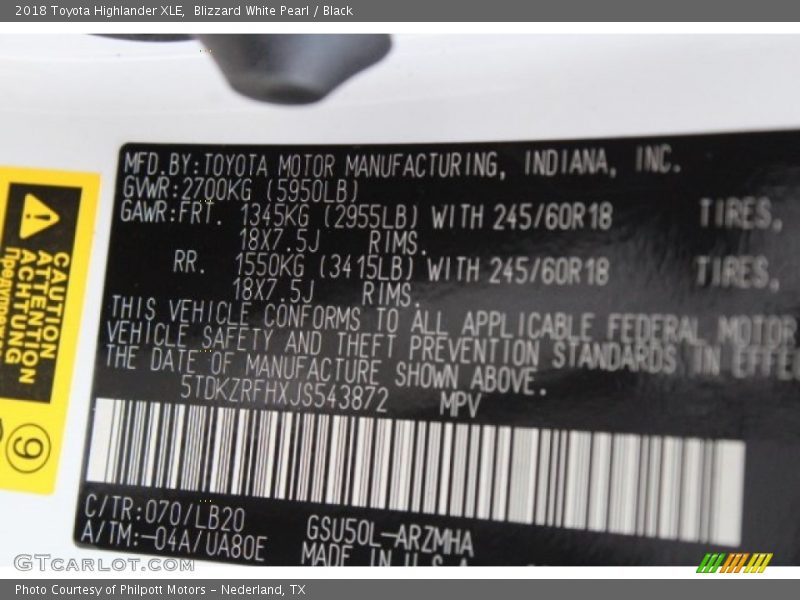 2018 Toyota Highlander XLE, Blizzard White Pearl / Black
MFD.BY:TOYOTA MOTOR MANUFACTURING, INDIANA, INC.
GVWR:2700KG (5950LB)
GAWR:FRT. 1345KG (2955LB) WITH 245/60R18 TIRES,
18X7.5J RIMS.
RR. 1550KG (3415LB) WITH 245/60R18 TIRES,
18X7.5J RIMS.
THIS VEHICLE CONFORMS TO ALL APPLICABLE FEDERAL MOTOR
VEHICLE SAFETY AND THEFT PREVENTION STANDARDS IN EFFE
THE DATE OF MANUFACTURE SHOWN ABOVE.
5TDKZRFHXJS543872 MPV
C/TR:070/LB20
A/TM:-04A/UA80E
GSU50L-ARZMHA
MADE IN U.S.A.
CAUTION
ATTENTION
ACHTUNG
9
GTCARLOT.COM
Photo Courtesy of Philpott Motors - Nederland, TX